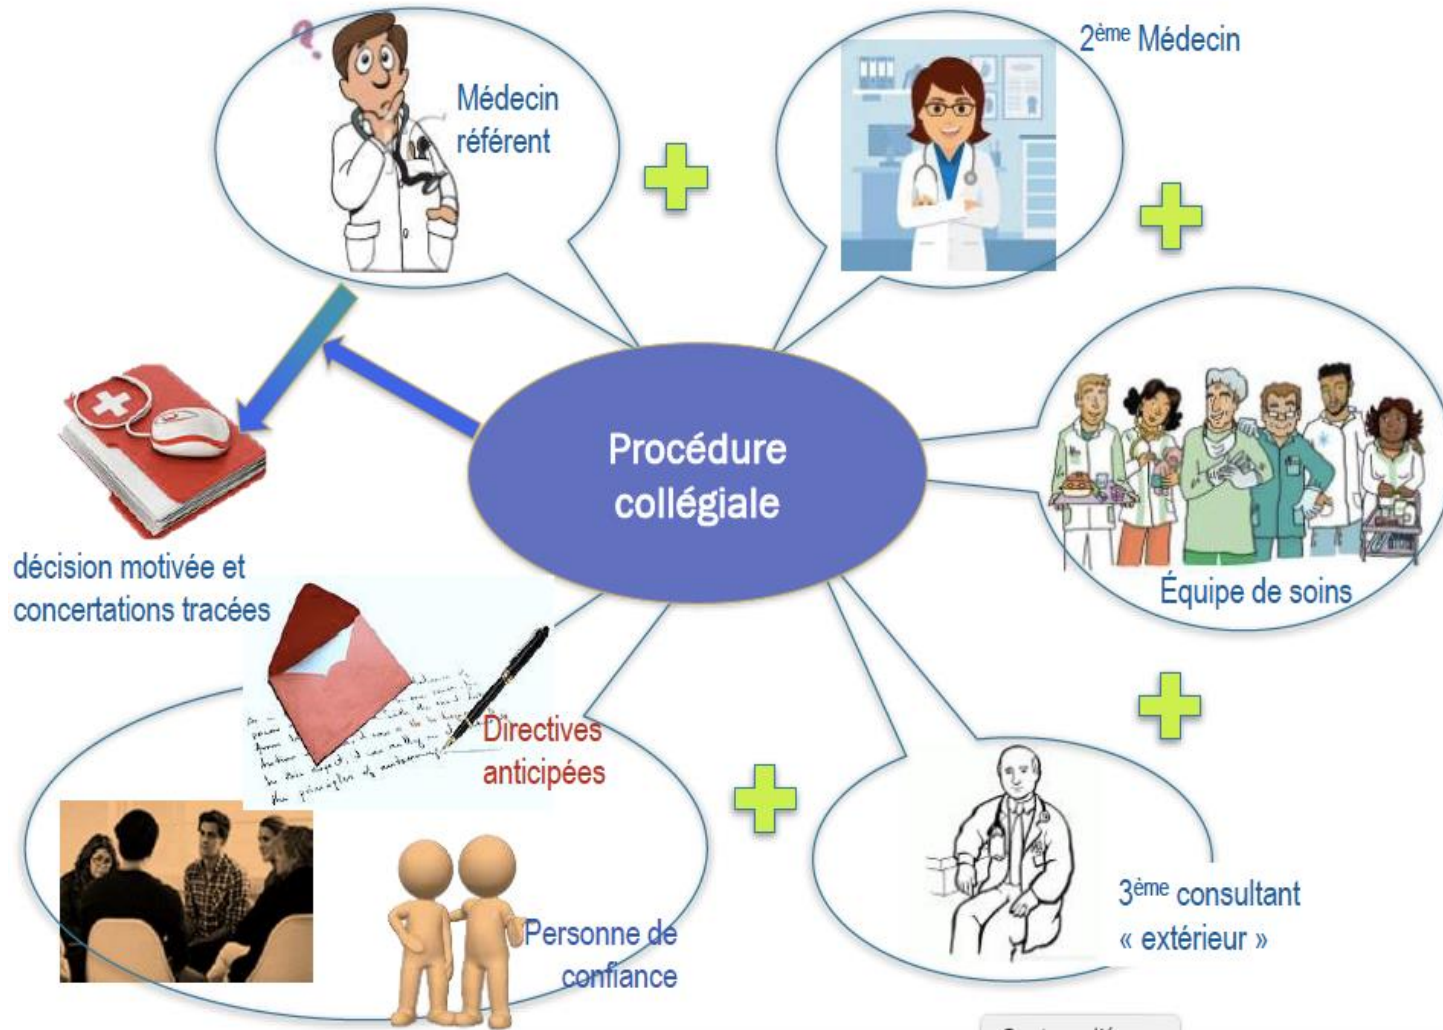 Médecin
référent
2ème Médecin
Procédure
collégiale
Équipe de soins
décision motivée et
concertations tracées
Directives
anticipées
Personne de
confiance
3ème consultant
« extérieur »